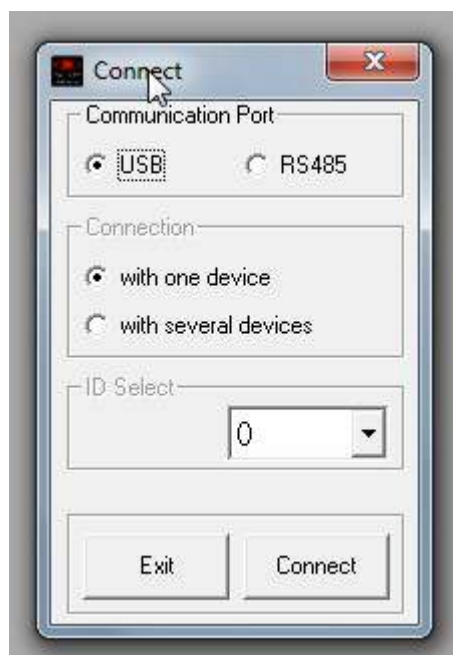 Connect
Communication Port
USB RS485
Connection
with one device
with several devices
ID Select
0
Exit Connect